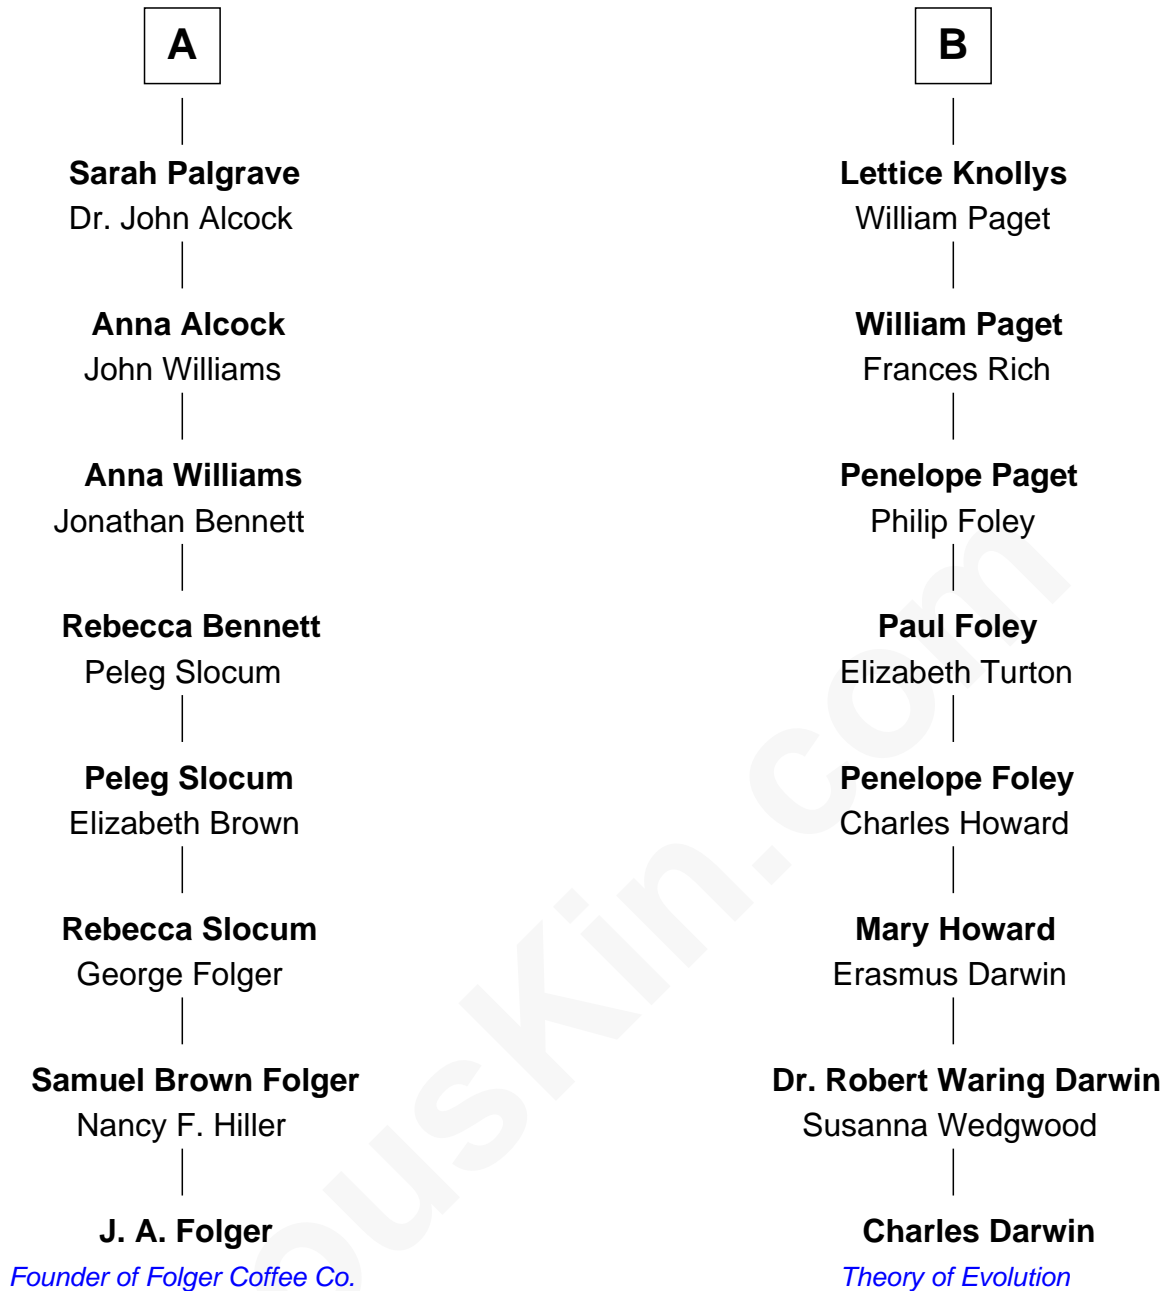 A
Sarah Palgrave
Dr. John Alcock
Anna Alcock
John Williams
Anna Williams
Jonathan Bennett
Rebecca Bennett
Peleg Slocum
Peleg Slocum
Elizabeth Brown
Rebecca Slocum
George Folger
Samuel Brown Folger
Nancy F. Hiller
J. A. Folger
Founder of Folger Coffee Co.
B
Lettice Knollys
William Paget
William Paget
Frances Rich
Penelope Paget
Philip Foley
Paul Foley
Elizabeth Turton
Penelope Foley
Charles Howard
Mary Howard
Erasmus Darwin
Dr. Robert Waring Darwin
Susanna Wedgwood
Charles Darwin
Theory of Evolution
ousKin.com